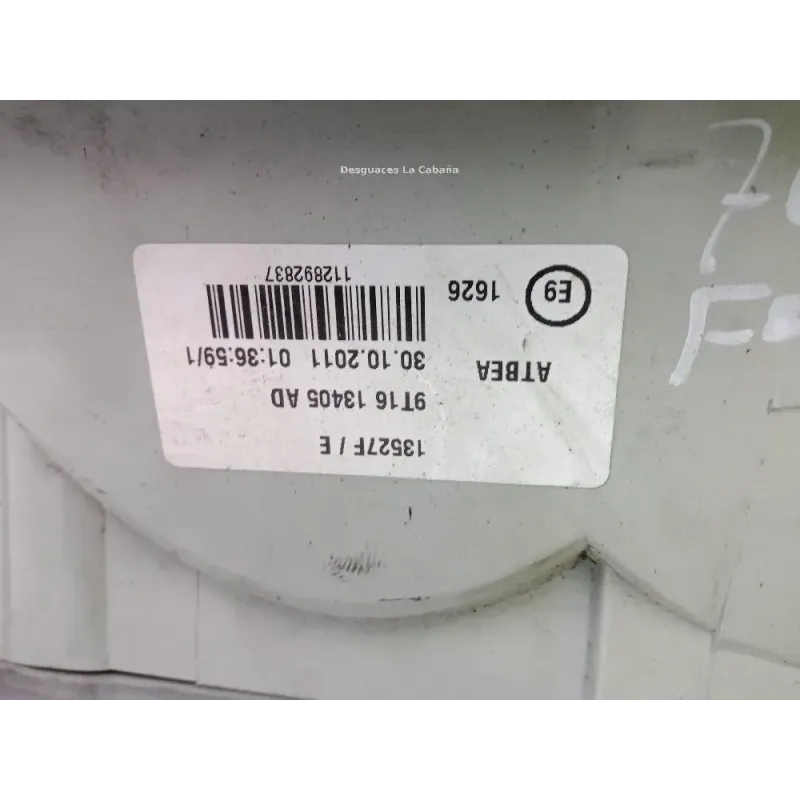 Desguaces La Cabaña
13527F / E
9T16 13405 AD
ATBEA
30.10.2011 01:36:59/1
E9 1626
112892837